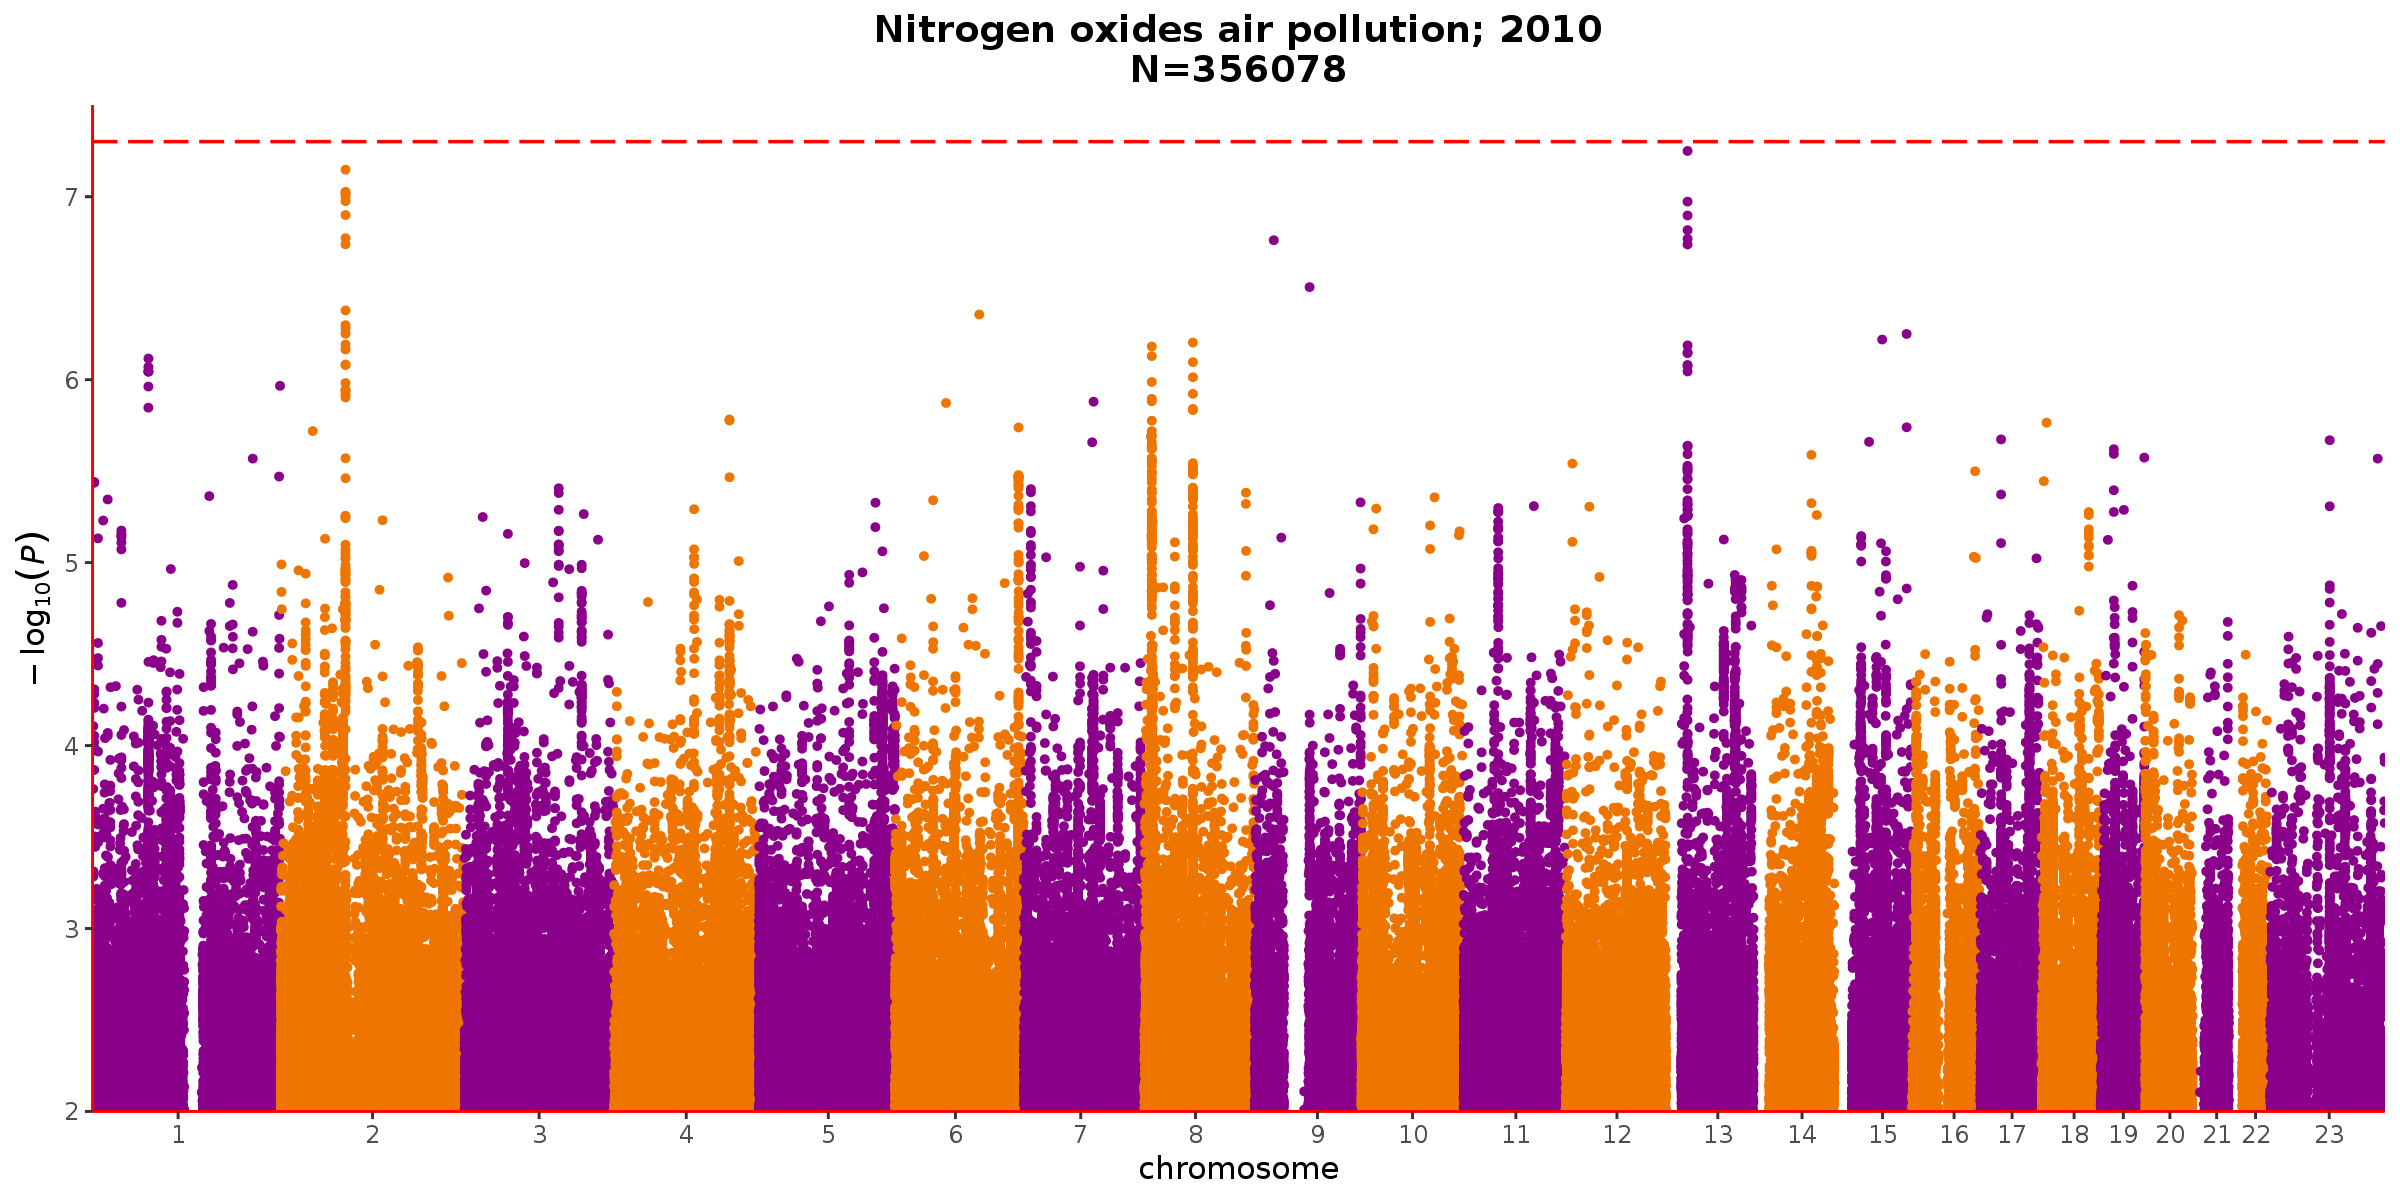 Nitrogen oxides air pollution; 2010
N=356078
−log10(P)
7
6
5
4
3
2
1 2 3 4 5 6 7 8 9 10 11 12 13 14 15 16 17 18 19 20 21 22 23
chromosome